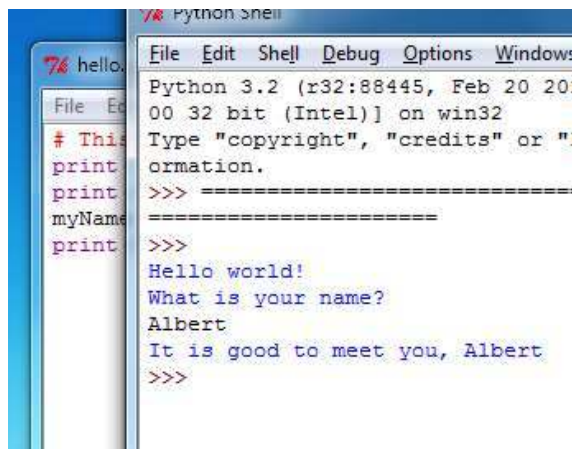 Python Shell
File Edit Shell Debug Options Windows
Python 3.2 (r32:88445, Feb 20 20
00 32 bit (Intel)] on win32
Type "copyright", "credits" or "
ormation.
>>> ============================
======================
>>>
Hello world!
What is your name?
Albert
It is good to meet you, Albert
>>>
hello.
File Ed
# This
print
print
myName
print